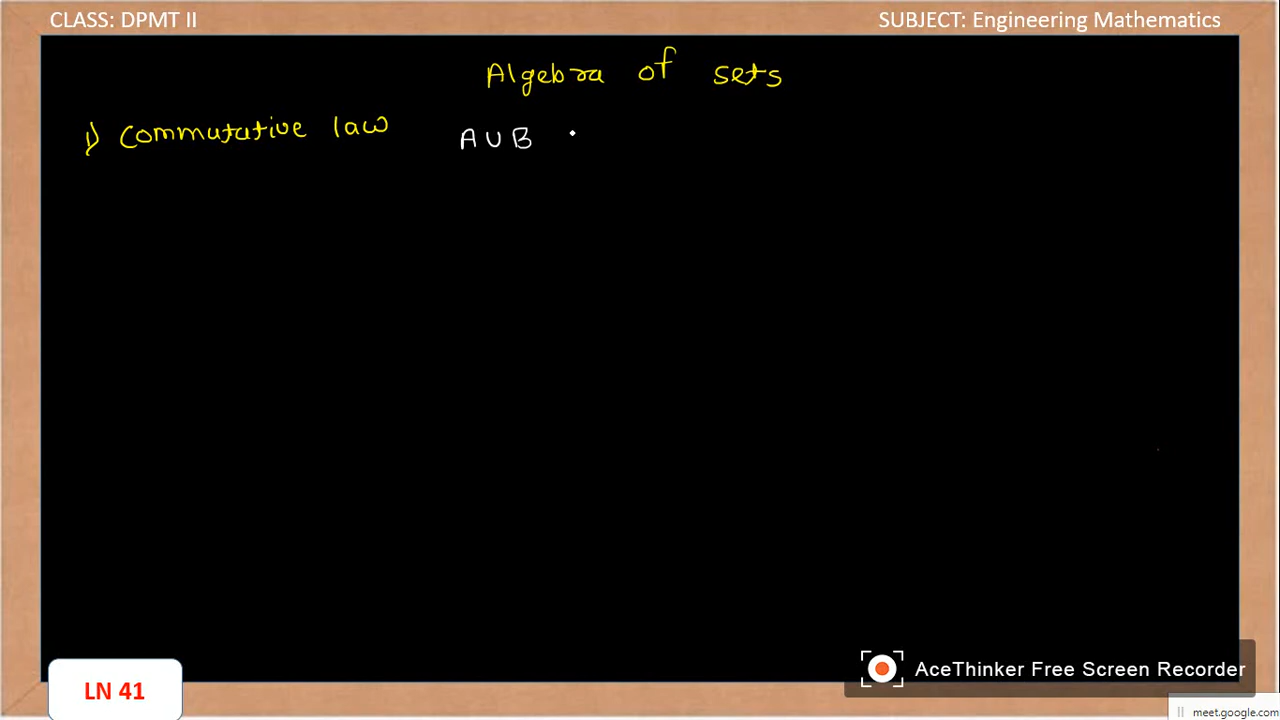 CLASS: DPMT II
SUBJECT: Engineering Mathematics
Algebra of sets
1) Commutative law A ∪ B
LN 41
AceThinker Free Screen Recorder
meet.google.com